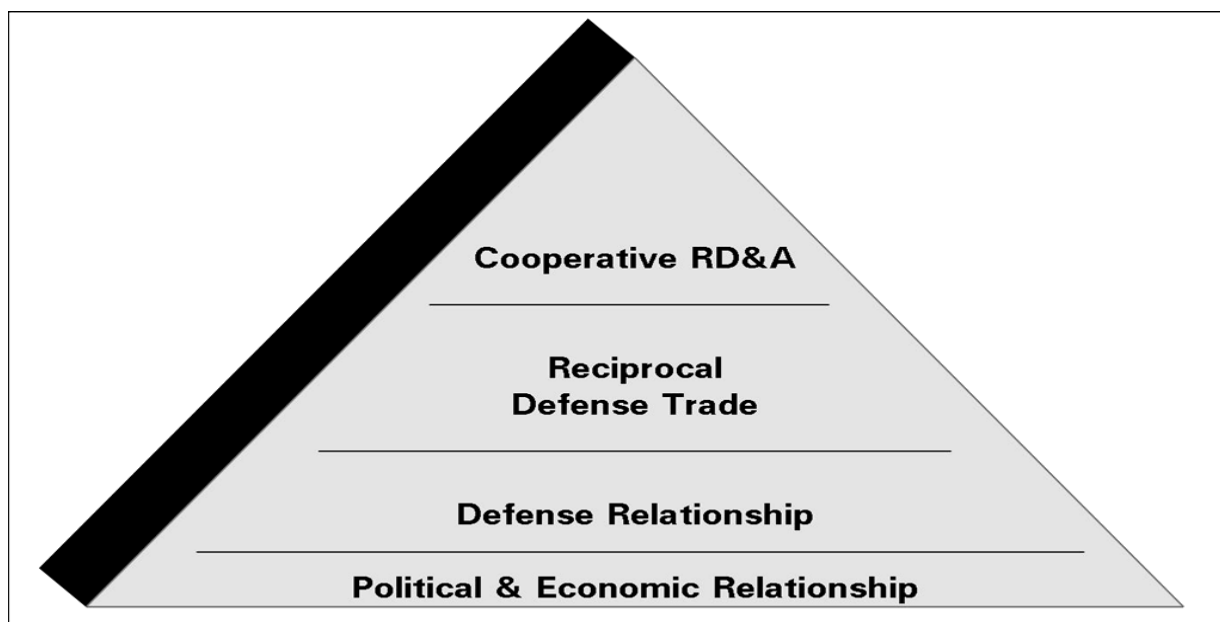 Cooperative RD&A
Reciprocal
Defense Trade
Defense Relationship
Political & Economic Relationship